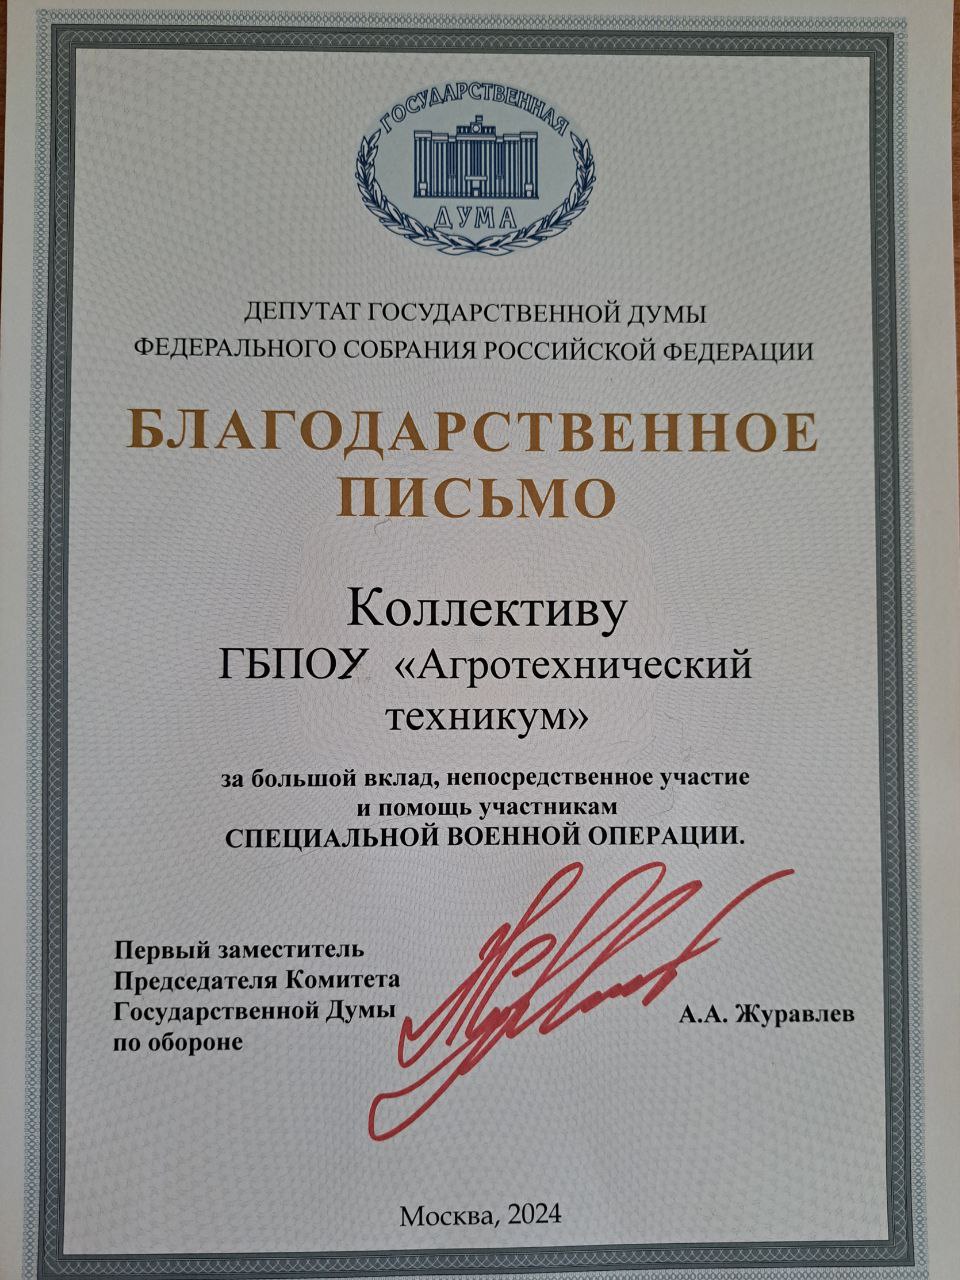 ГОСУДАРСТВЕННАЯ
ДУМА
ДЕПУТАТ ГОСУДАРСТВЕННОЙ ДУМЫ
ФЕДЕРАЛЬНОГО СОБРАНИЯ РОССИЙСКОЙ ФЕДЕРАЦИИ
БЛАГОДАРСТВЕННОЕ
ПИСЬМО
Коллективу
ГБПОУ «Агротехнический
техникум»
за большой вклад, непосредственное участие
и помощь участникам
СПЕЦИАЛЬНОЙ ВОЕННОЙ ОПЕРАЦИИ.
Первый заместитель
Председателя Комитета
Государственной Думы
по обороне
А.А. Журавлев
Москва, 2024